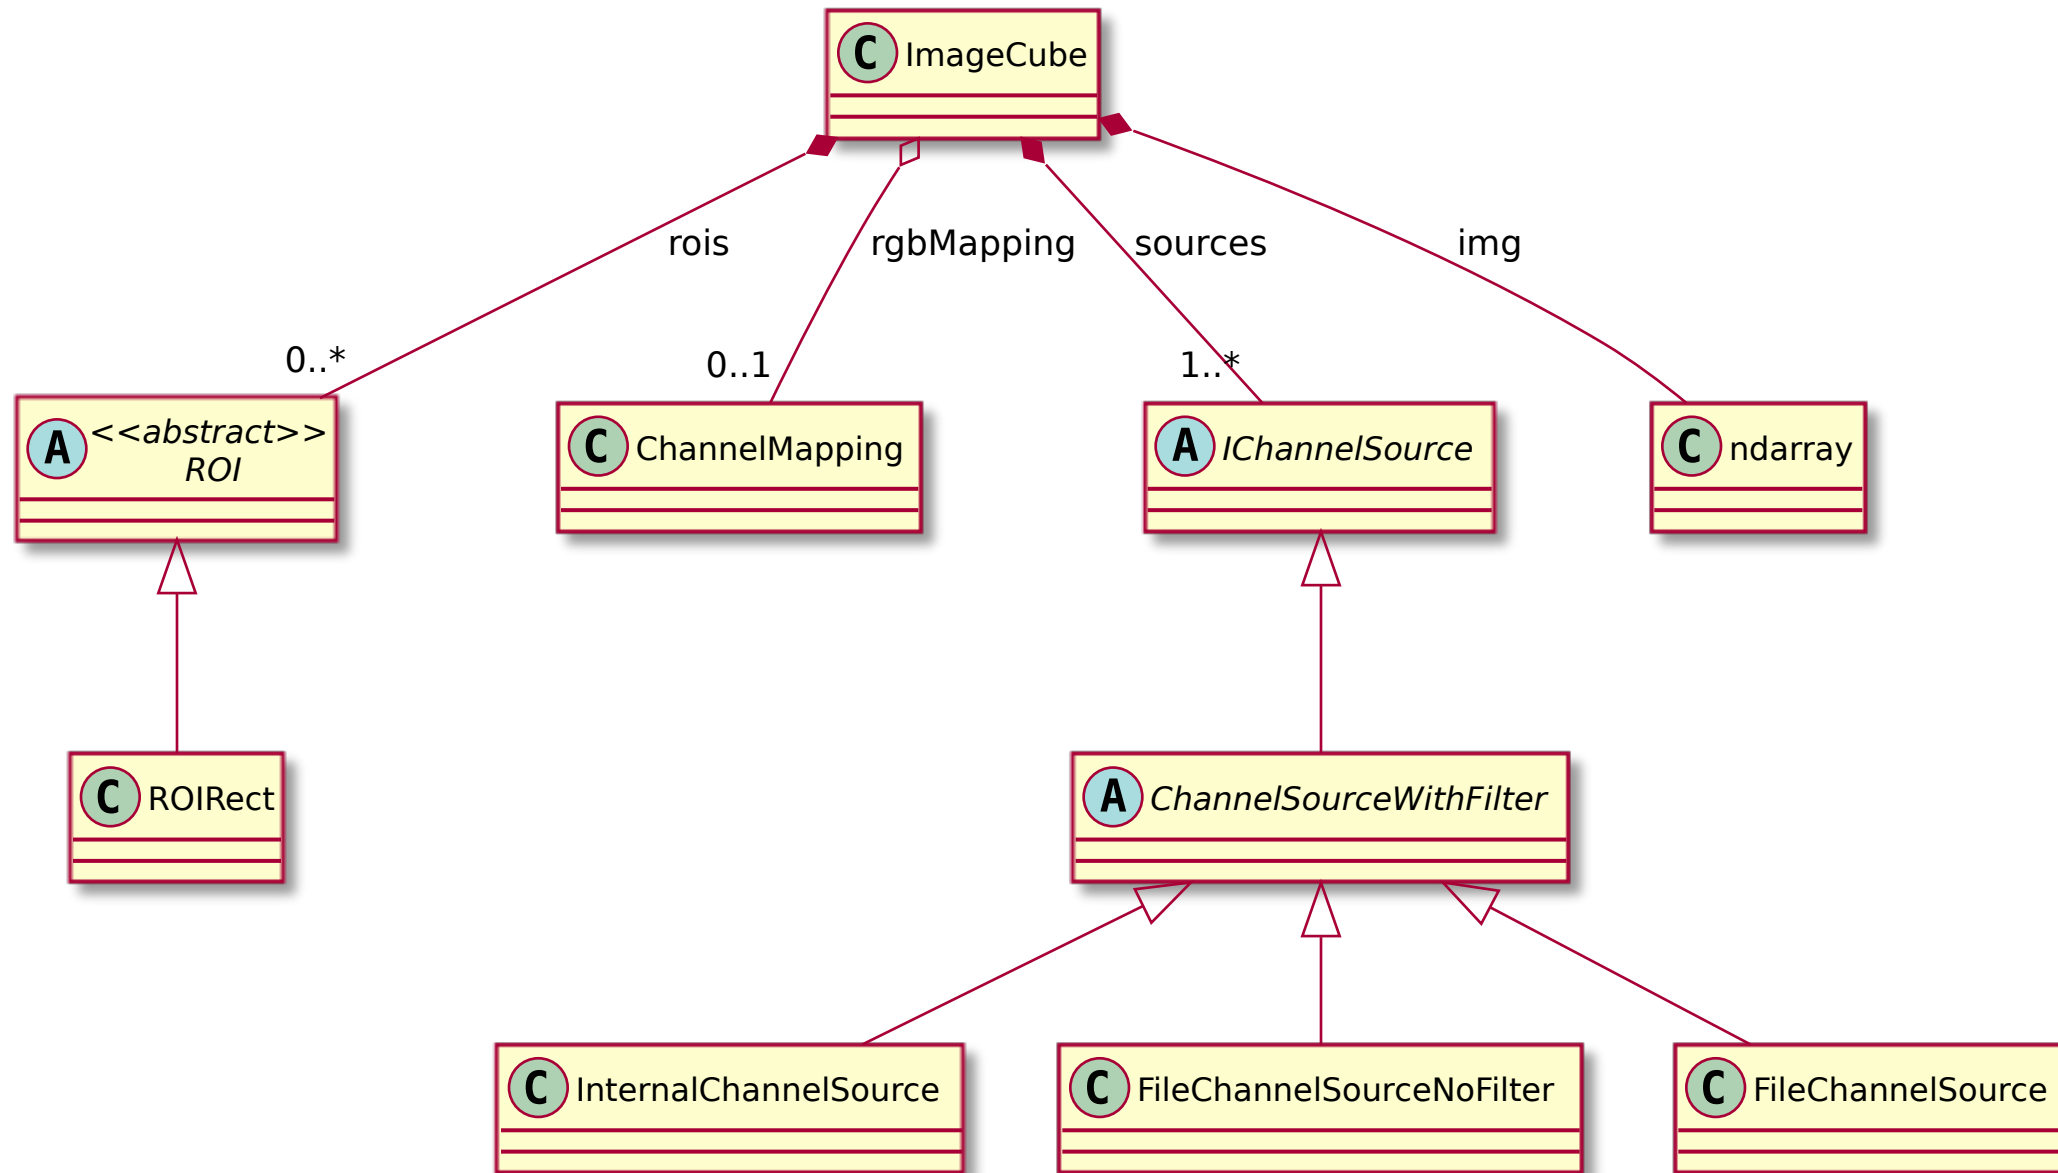 C ImageCube
rois
rgbMapping
sources
img
0..*
0..1
1..*
A <<abstract>>
ROI
C ChannelMapping
A IChannelSource
C ndarray
C ROIRect
A ChannelSourceWithFilter
C InternalChannelSource
C FileChannelSourceNoFilter
C FileChannelSource